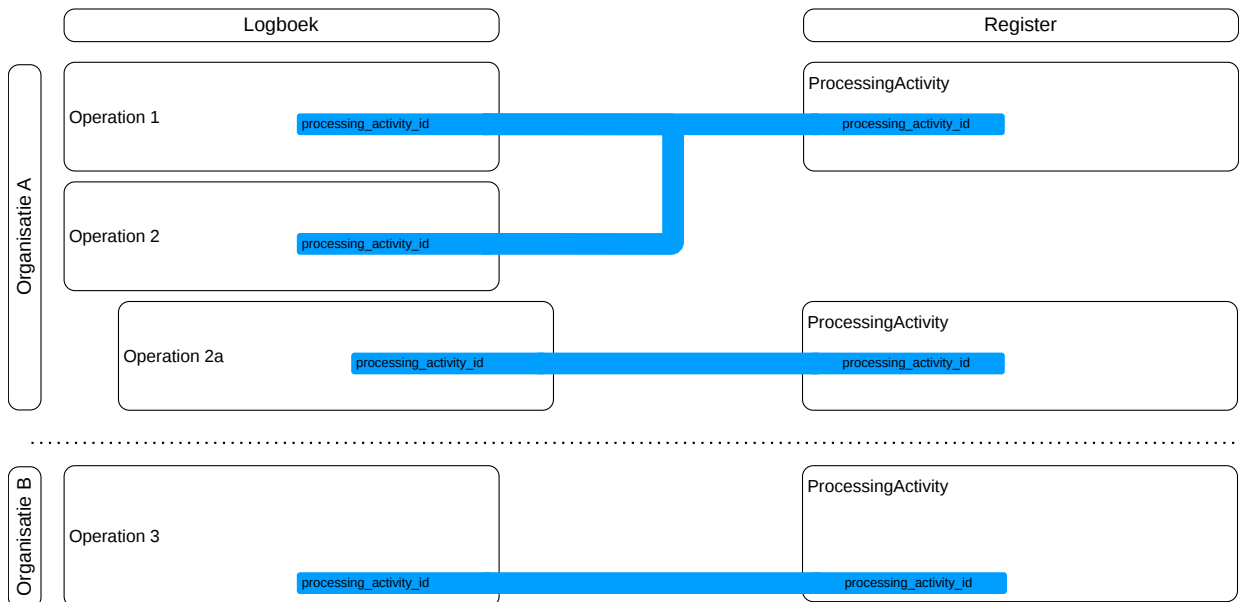 Logboek
Register
Organisatie A
Operation 1
processing_activity_id
ProcessingActivity
processing_activity_id
Operation 2
processing_activity_id
Operation 2a
processing_activity_id
ProcessingActivity
processing_activity_id
Organisatie B
Operation 3
processing_activity_id
ProcessingActivity
processing_activity_id